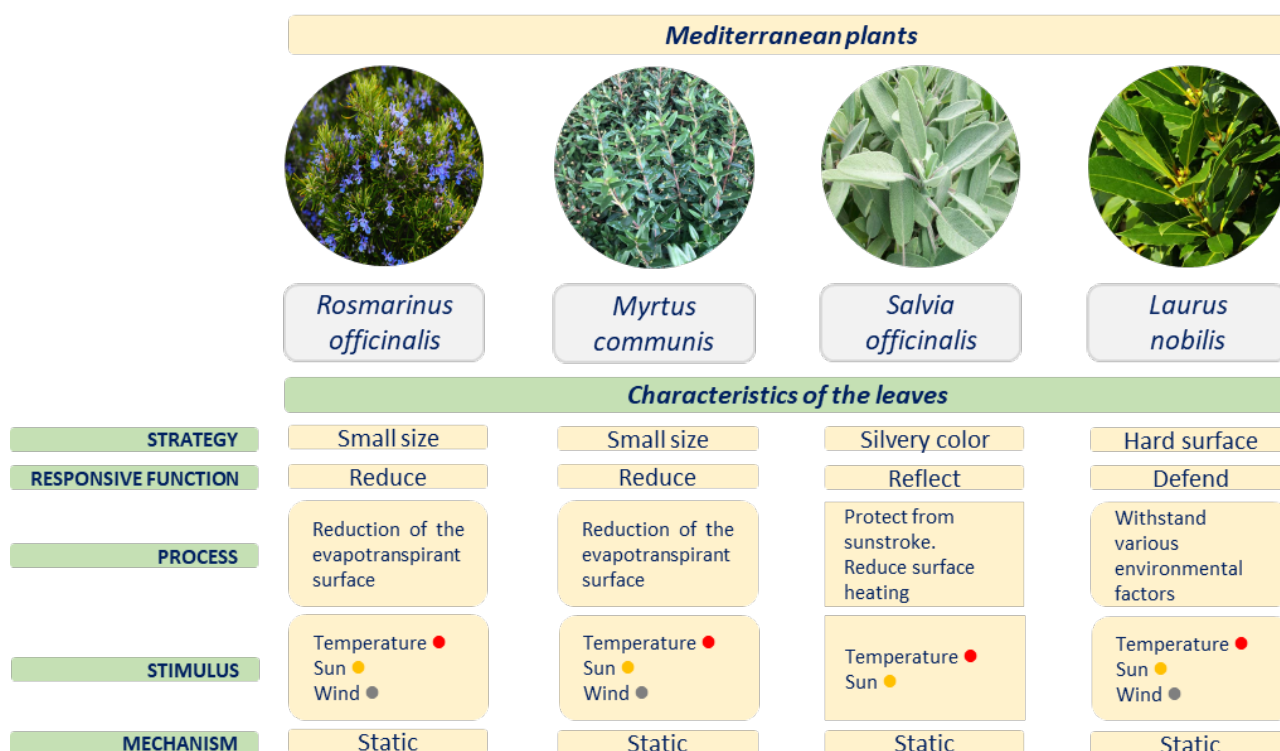 Mediterranean plants
Rosmarinus
officinalis
Myrtus
communis
Salvia
officinalis
Laurus
nobilis
Characteristics of the leaves
STRATEGY
Small size
Small size
Silvery color
Hard surface
RESPONSIVE FUNCTION
Reduce
Reduce
Reflect
Defend
PROCESS
Reduction of the
evapotranspirant
surface
Reduction of the
evapotranspirant
surface
Protect from
sunstroke.
Reduce surface
heating
Withstand
various
environmental
factors
STIMULUS
Temperature
Sun
Wind
Temperature
Sun
Wind
Temperature
Sun
Temperature
Sun
Wind
MECHANISM
Static
Static
Static
Static